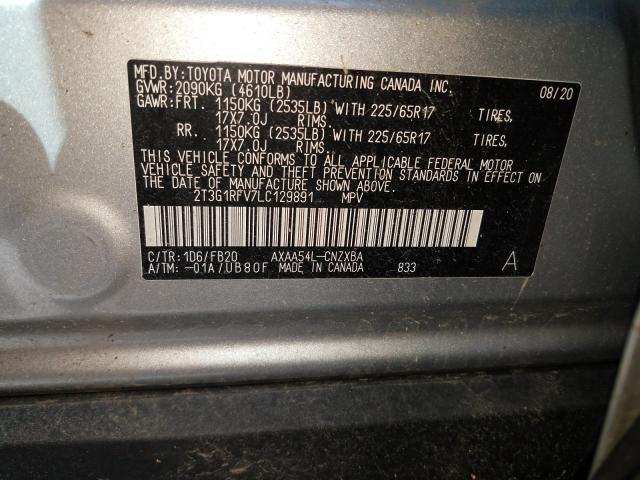 MFD.BY:TOYOTA MOTOR MANUFACTURING CANADA INC. 08/20
GVWR:2090KG (4610LB)
GAWR:FRT. 1150KG (2535LB) WITH 225/65R17 TIRES,
17X7.0J RIMS.
RR. 1150KG (2535LB) WITH 225/65R17 TIRES,
17X7.0J RIMS.
THIS VEHICLE CONFORMS TO ALL APPLICABLE FEDERAL MOTOR
VEHICLE SAFETY AND THEFT PREVENTION STANDARDS IN EFFECT ON
THE DATE OF MANUFACTURE SHOWN ABOVE.
2T3G1RFV7LC129891 MPV
C/TR:1D6/FB20 AXAA54L-CNZXBA
A/TM:-01A/UB80F MADE IN CANADA 833 A